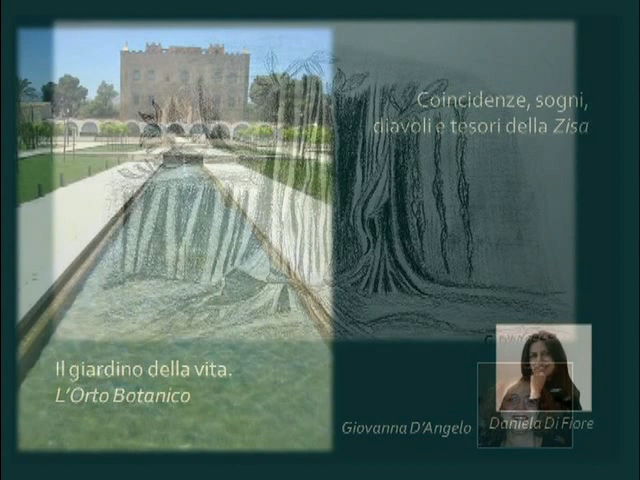 Coincidenze, sogni,
diavoli e tesori della Zisa
Il giardino della vita.
L'Orto Botanico
Giovanna D'Angelo
Daniela Di Fiore